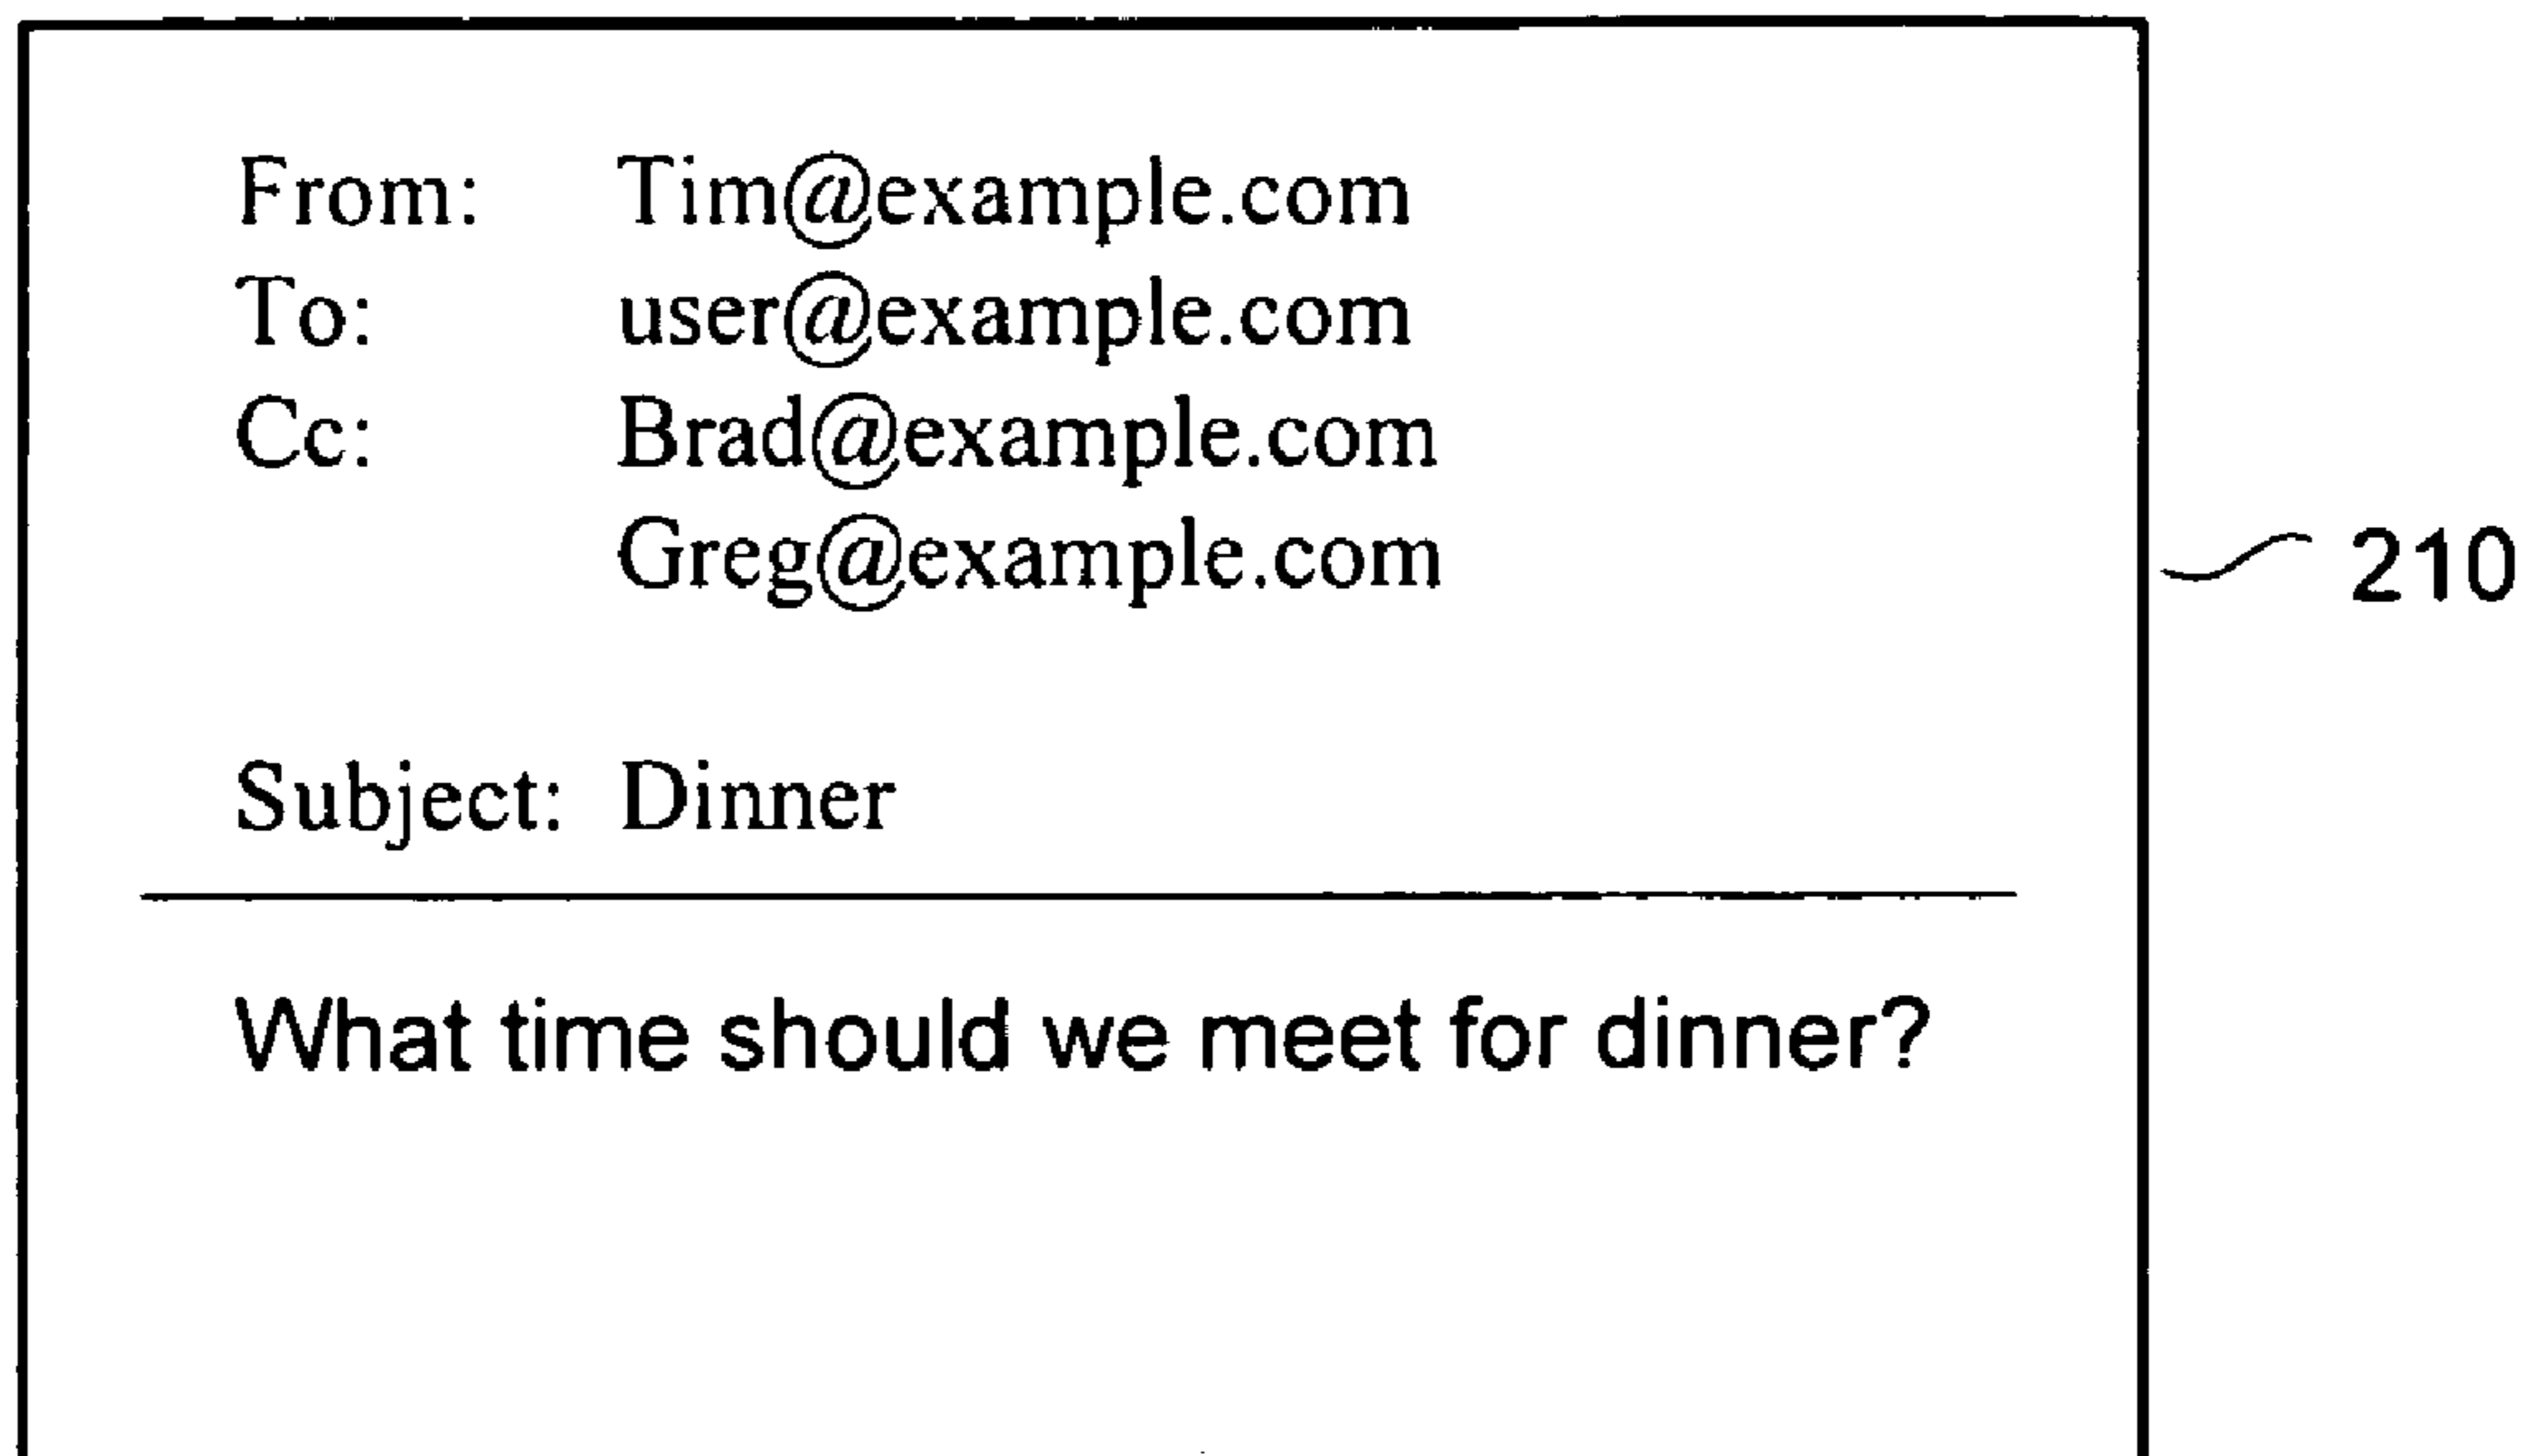 From: Tim@example.com
To: user@example.com
Cc: Brad@example.com
Greg@example.com
210
Subject: Dinner
What time should we meet for dinner?